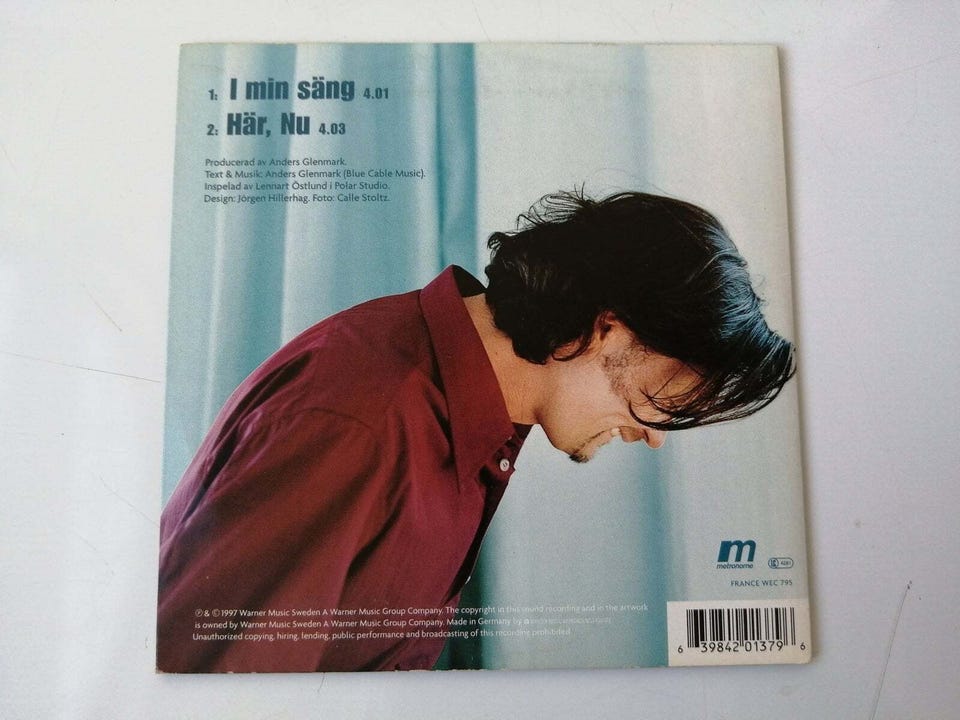 1: I min säng 4.01
2: Här, Nu 4.03
Producerad av Anders Glenmark.
Text & Musik: Anders Glenmark (Blue Cable Music).
Inspelad av Lennart Östlund i Polar Studio.
Design: Jörgen Hillerhag. Foto: Calle Stoltz.
m
metronome
LC 4281
FRANCE WEC 795
℗ & © 1997 Warner Music Sweden A Warner Music Group Company. The copyright in this sound recording and in the artwork
is owned by Warner Music Sweden A Warner Music Group Company. Made in Germany by
Unauthorized copying, hiring, lending, public performance and broadcasting of this recording prohibited.
6 39842 01379 6